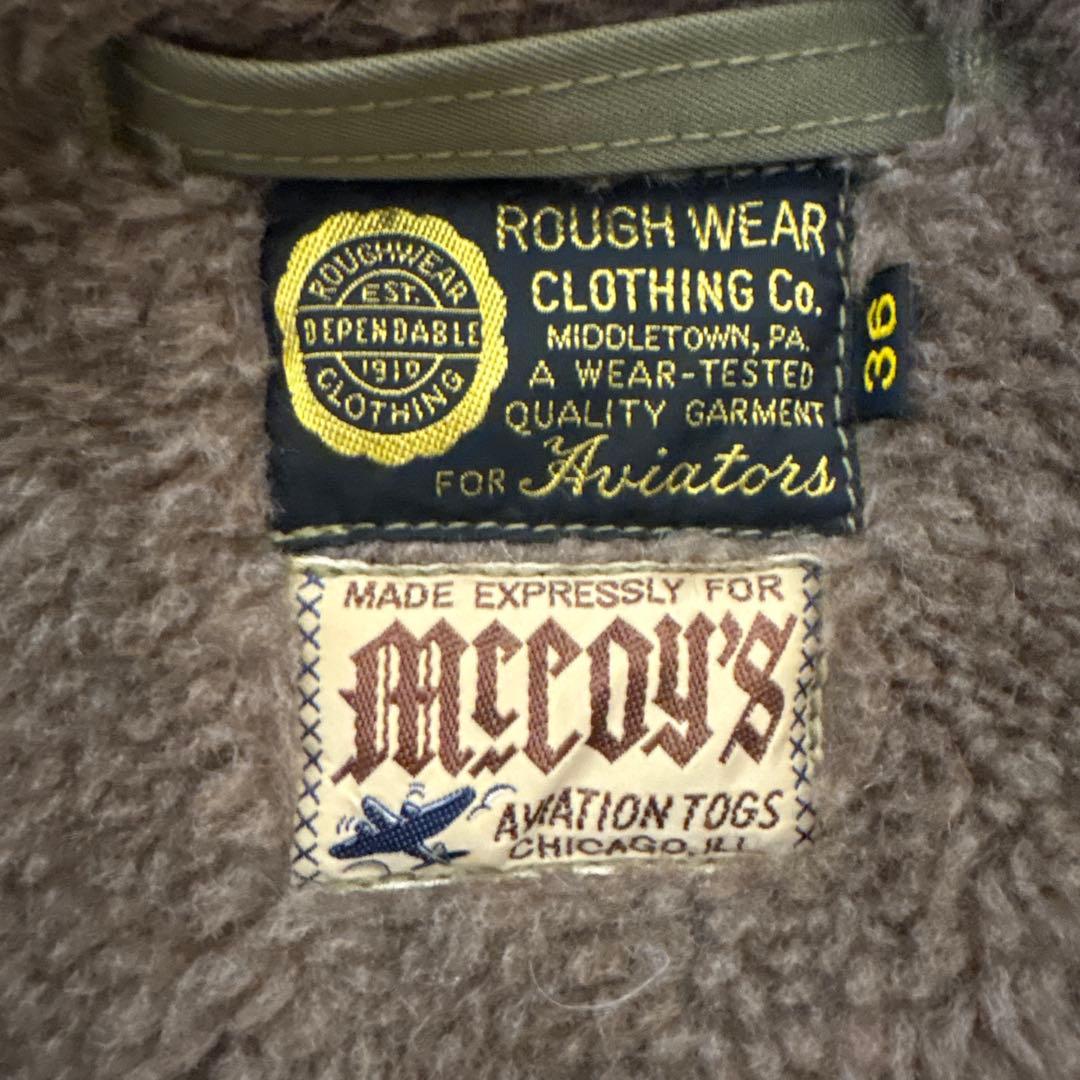 ROUGHWEAR
EST.
DEPENDABLE
1910
CLOTHING
ROUGH WEAR
CLOTHING Co.
MIDDLETOWN, PA.
A WEAR-TESTED
QUALITY GARMENT
FOR Aviators
36
MADE EXPRESSLY FOR
McCOY'S
AVIATION TOGS
CHICAGO, ILL.